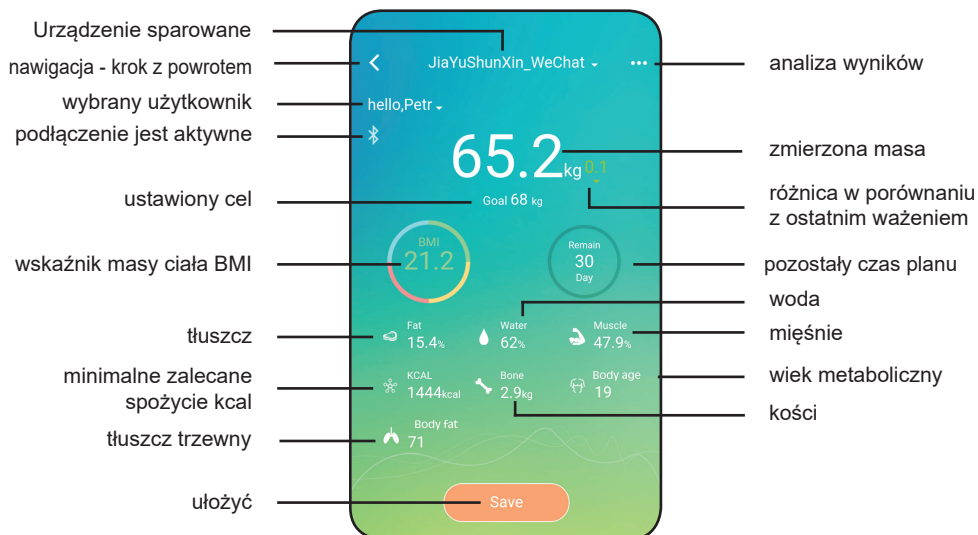 Urządzenie sparowane
nawigacja - krok z powrotem
wybrany użytkownik
podłączenie jest aktywne
ustawiony cel
wskaźnik masy ciała BMI
tłuszcz
minimalne zalecane
spożycie kcal
tłuszcz trzewny
ułożyć
JiaYuShunXin_WeChat
hello,Petr
65.2kg 0.1
Goal 68 kg
BMI
21.2
Remain
30
Day
Fat
15.4%
Water
62%
Muscle
47.9%
KCAL
1444kcal
Bone
2.9kg
Body age
19
Body fat
71
Save
analiza wyników
zmierzona masa
różnica w porównaniu
z ostatnim ważeniem
pozostały czas planu
woda
mięśnie
wiek metaboliczny
kości